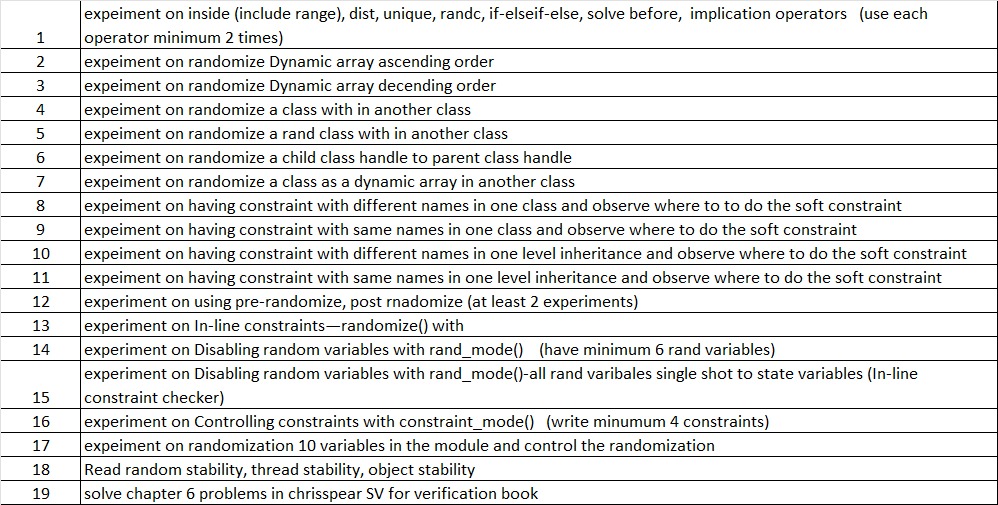 1 expeiment on inside (include range), dist, unique, randc, if-elseif-else, solve before,  implication operators   (use each
operator minimum 2 times)
2 expeiment on randomize Dynamic array ascending order
3 expeiment on randomize Dynamic array decending order
4 expeiment on randomize a class with in another class
5 expeiment on randomize a rand class with in another class
6 expeiment on randomize a child class handle to parent class handle
7 expeiment on randomize a class as a dynamic array in another class
8 expeiment on having constraint with different names in one class and observe where to to do the soft constraint
9 expeiment on having constraint with same names in one class and observe where to do the soft constraint
10 expeiment on having constraint with different names in one level inheritance and observe where to do the soft constraint
11 expeiment on having constraint with same names in one level inheritance and observe where to do the soft constraint
12 experiment on using pre-randomize, post rnadomize (at least 2 experiments)
13 experiment on In-line constraints—randomize() with
14 experiment on Disabling random variables with rand_mode()   (have minimum 6 rand variables)
15 experiment on Disabling random variables with rand_mode()-all rand varibales single shot to state variables (In-line
constraint checker)
16 experiment on Controlling constraints with constraint_mode()   (write minumum 4 constraints)
17 expeiment on randomization 10 variables in the module and control the randomization
18 Read random stability, thread stability, object stability
19 solve chapter 6 problems in chrisspear SV for verification book